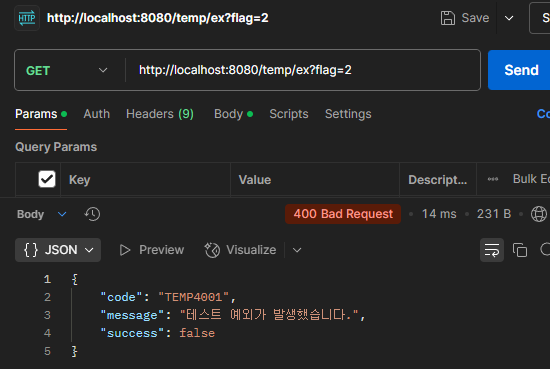 HTTP http://localhost:8080/temp/ex?flag=2 Save S
GET http://localhost:8080/temp/ex?flag=2 Send
Params Auth Headers (9) Body Scripts Settings Co
Query Params
Key Value Descript... Bulk Ed
Body 400 Bad Request 14 ms 231 B
{} JSON Preview Visualize
1 {
2 "code": "TEMP4001",
3 "message": "테스트 예외가 발생했습니다.",
4 "success": false
5 }